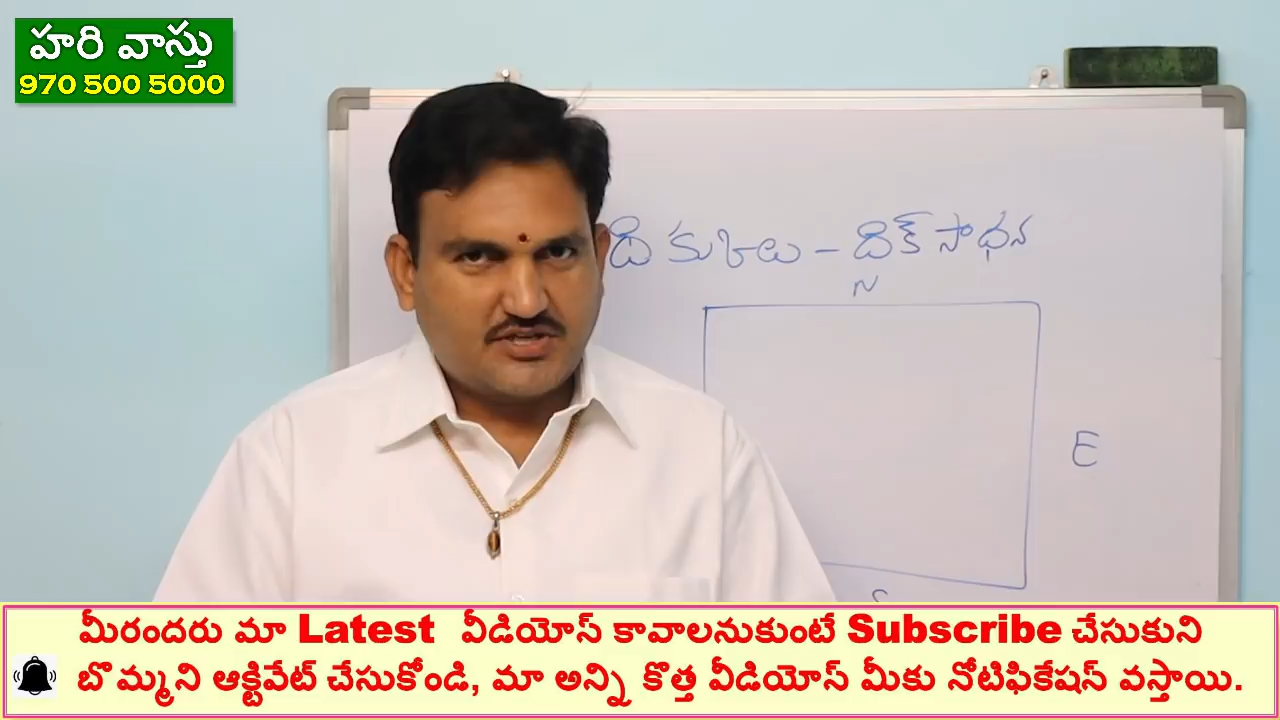 హరి వాస్తు
970 500 5000
దిక్ సాధన
N
E
S
మీరందరు మా Latest వీడియోస్ కావాలనుకుంటే Subscribe చేసుకుని
బొమ్మని ఆక్టివేట్ చేసుకోండి, మా అన్ని కొత్త వీడియోస్ మీకు నోటిఫికేషన్ వస్తాయి.